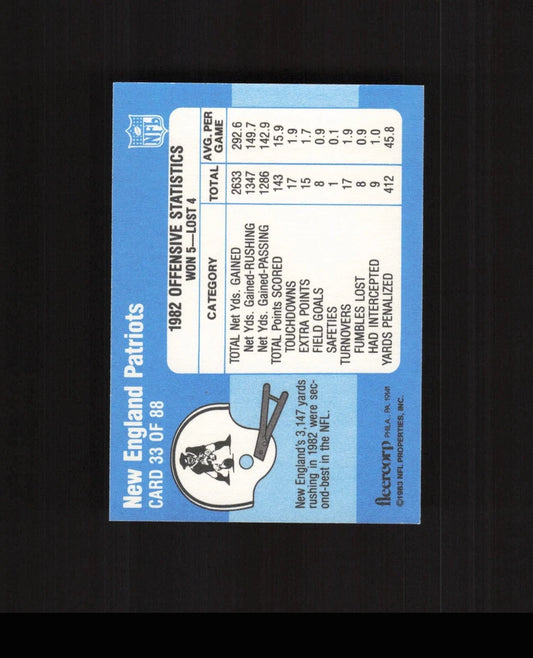 New England Patriots
CARD 33 OF 88
NFL
1982 OFFENSIVE STATISTICS
WON 5—LOST 4
CATEGORY TOTAL AVG. PER GAME
TOTAL Net Yds. GAINED 2633 292.6
Net Yds. Gained-RUSHING 1347 149.7
Net Yds. Gained-PASSING 1286 142.9
TOTAL Points SCORED 143 15.9
TOUCHDOWNS 17 1.9
EXTRA POINTS 15 1.7
FIELD GOALS 8 0.9
SAFETIES 1 0.1
TURNOVERS 17 1.9
FUMBLES LOST 8 0.9
HAD INTERCEPTED 9 1.0
YARDS PENALIZED 412 45.8
New England's 3,147 yards
rushing in 1982 were sec-
ond-best in the NFL.
fleercorp PHILA., PA. 19141
©1983 NFL PROPERTIES, INC.